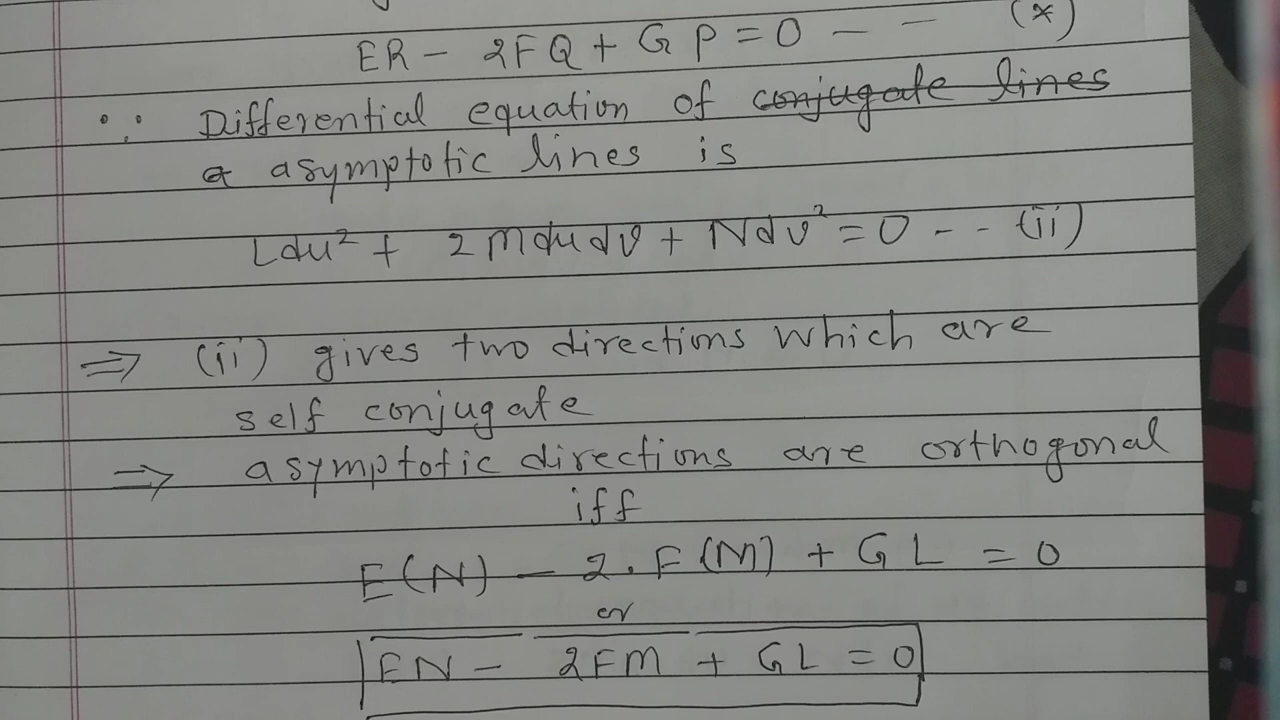 ER - 2FQ + GP = 0 - - (*)
∵ Differential equation of conjugate lines
asymptotic lines is
Ldu² + 2Mdudv + Ndv² = 0 - - (ii)
⇒ (ii) gives two directions which are
self conjugate
⇒ asymptotic directions are orthogonal
iff
E(N) - 2.F(M) + GL = 0
or
EN - 2FM + GL = 0